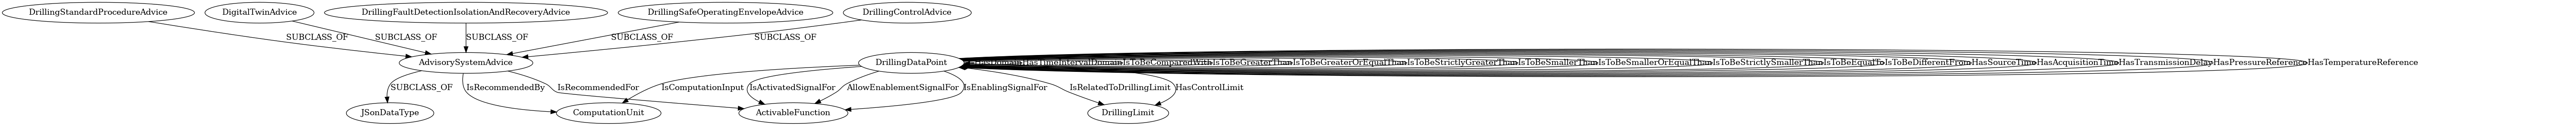 DrillingStandardProcedureAdvice
DigitalTwinAdvice
DrillingFaultDetectionIsolationAndRecoveryAdvice
DrillingSafeOperatingEnvelopeAdvice
DrillingControlAdvice
SUBCLASS_OF
SUBCLASS_OF
SUBCLASS_OF
SUBCLASS_OF
SUBCLASS_OF
AdvisorySystemAdvice
DrillingDataPoint
HasTimeIntervalDomain
IsToBeComparedWith
IsToBeGreaterThan
IsToBeGreaterOrEqualThan
IsToBeStrictlyGreaterThan
IsToBeSmallerThan
IsToBeSmallerOrEqualThan
IsToBeStrictlySmallerThan
IsToBeEqualTo
IsToBeDifferentFrom
HasSourceTime
HasAcquisitionTime
HasTransmissionDelay
HasPressureReference
HasTemperatureReference
SUBCLASS_OF
IsRecommendedBy
IsRecommendedFor
IsComputationInput
IsActivatedSignalFor
AllowEnablementSignalFor
IsEnablingSignalFor
IsRelatedToDrillingLimit
HasControlLimit
JSonDataType
ComputationUnit
ActivableFunction
DrillingLimit